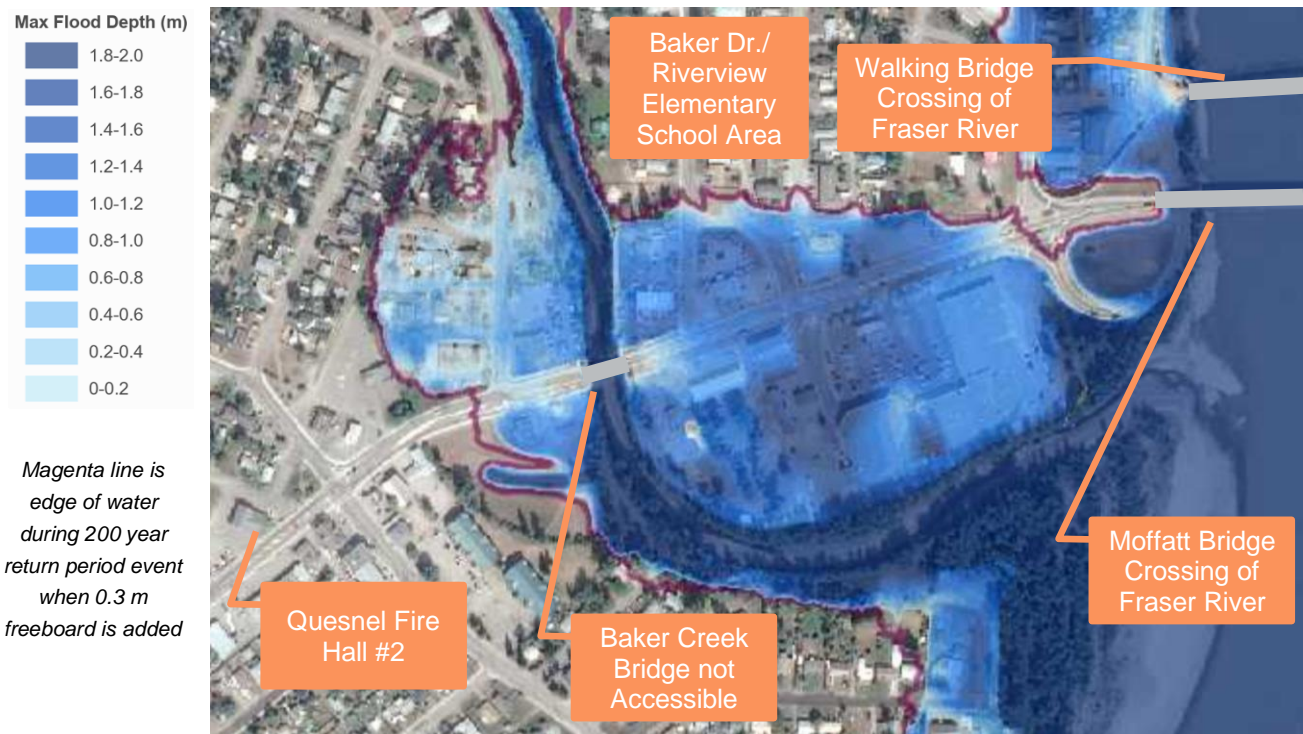 Max Flood Depth (m)
1.8-2.0
1.6-1.8
1.4-1.6
1.2-1.4
1.0-1.2
0.8-1.0
0.6-0.8
0.4-0.6
0.2-0.4
0-0.2
Magenta line is
edge of water
during 200 year
return period event
when 0.3 m
freeboard is added
Baker Dr./
Riverview
Elementary
School Area
Walking Bridge
Crossing of
Fraser River
Quesnel Fire
Hall #2
Baker Creek
Bridge not
Accessible
Moffatt Bridge
Crossing of
Fraser River